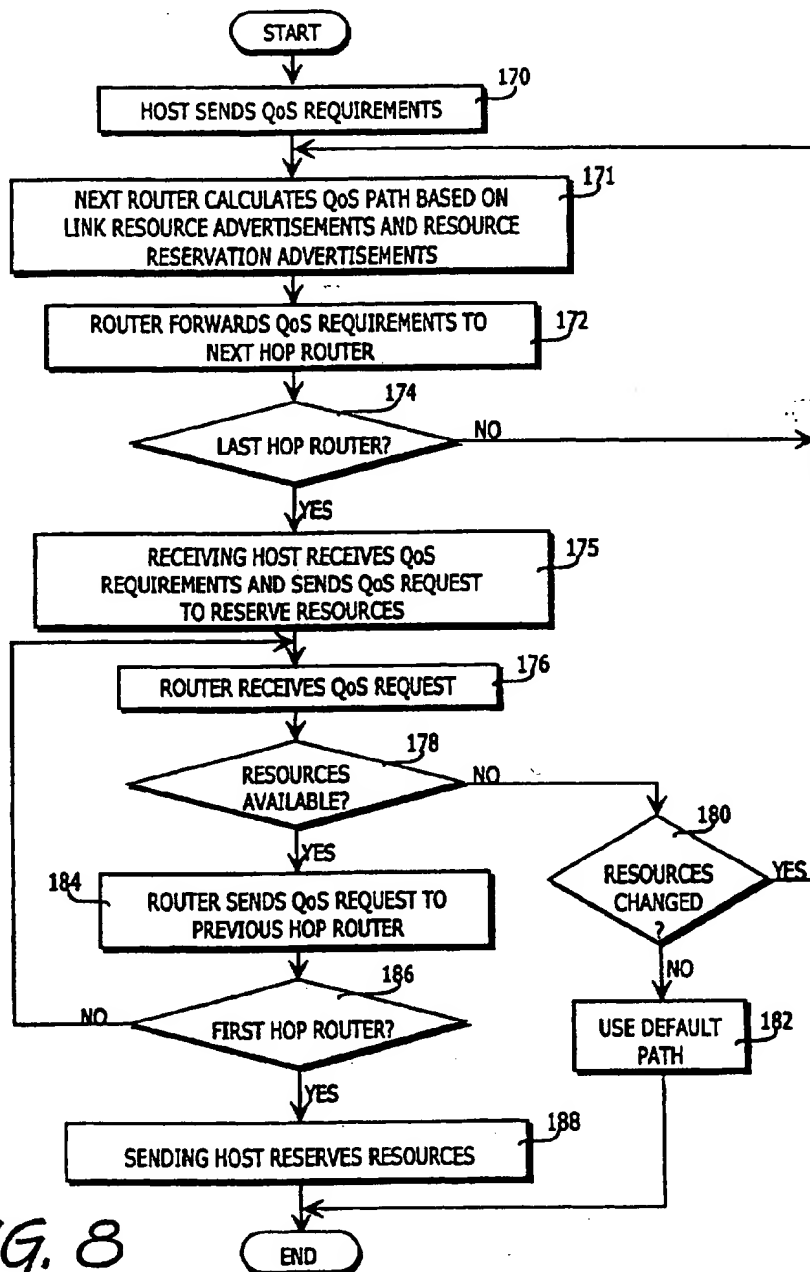 START
170
HOST SENDS QoS REQUIREMENTS
171
NEXT ROUTER CALCULATES QoS PATH BASED ON
LINK RESOURCE ADVERTISEMENTS AND RESOURCE
RESERVATION ADVERTISEMENTS
ROUTER FORWARDS QoS REQUIREMENTS TO
NEXT HOP ROUTER
172
174
LAST HOP ROUTER?
NO
YES
175
RECEIVING HOST RECEIVES QoS
REQUIREMENTS AND SENDS QoS REQUEST
TO RESERVE RESOURCES
176
ROUTER RECEIVES QoS REQUEST
178
RESOURCES
AVAILABLE?
NO
YES
180
RESOURCES
CHANGED
?
YES
NO
184
ROUTER SENDS QoS REQUEST TO
PREVIOUS HOP ROUTER
186
FIRST HOP ROUTER?
NO
YES
USE DEFAULT
PATH
182
188
SENDING HOST RESERVES RESOURCES
END
G. 8